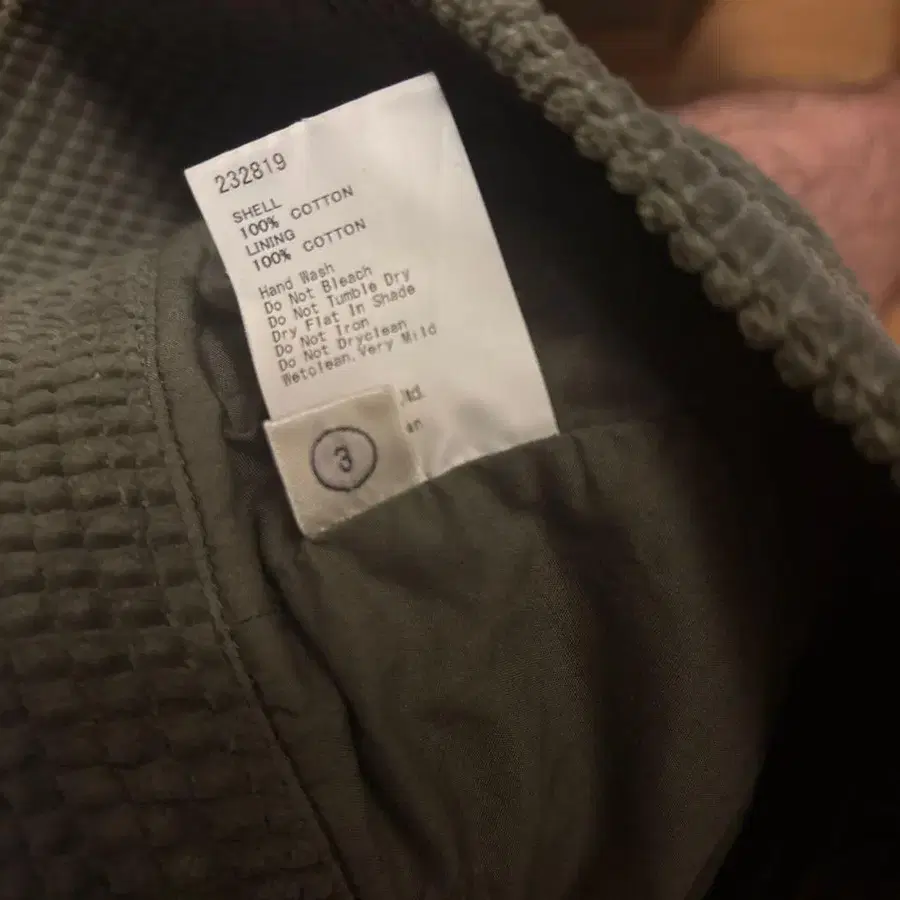 232819
SHELL
100% COTTON
LINING
100% COTTON
Hand Wash
Do Not Bleach
Do Not Tumble Dry
Dry Flat In Shade
Do Not Iron
Do Not Dryclean
Wetclean.Very Mild
3